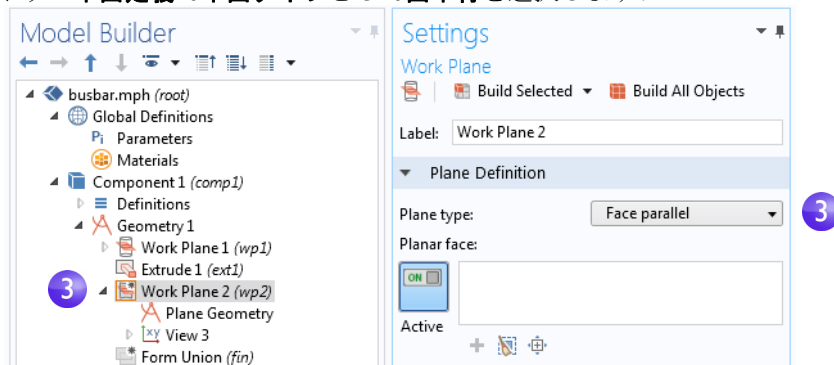 Model Builder
busbar.mph (root)
Global Definitions
Pi Parameters
Materials
Component 1 (comp1)
Definitions
Geometry 1
Work Plane 1 (wp1)
Extrude 1 (ext1)
3 Work Plane 2 (wp2)
Plane Geometry
xy View 3
Form Union (fin)
Settings
Work Plane
Build Selected Build All Objects
Label: Work Plane 2
Plane Definition
Plane type: Face parallel 3
Planar face:
ON
Active